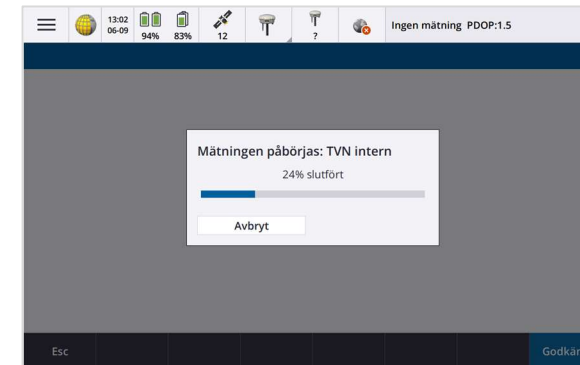 13:02
06-09
94%
83%
12
?
Ingen mätning PDOP:1.5
Mätningen påbörjas: TVN intern
24% slutfört
Avbryt
Esc